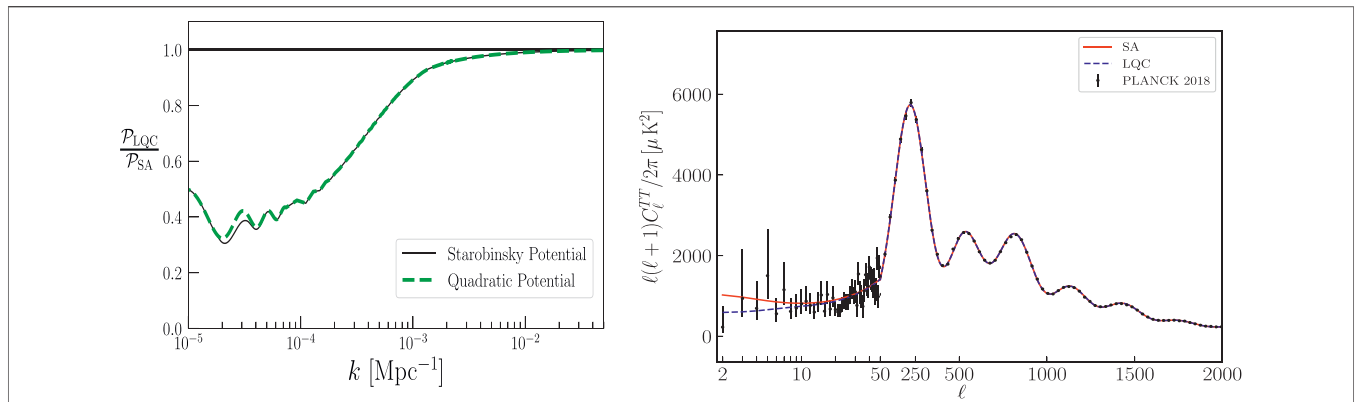 1.0
0.8
0.6
0.4
0.2
0.0
𝒫_LQC
𝒫_SA
Starobinsky Potential
Quadratic Potential
10⁻⁵
10⁻⁴
10⁻³
10⁻²
k [Mpc⁻¹]
SA
LQC
PLANCK 2018
ℓ(ℓ + 1)C_ℓ^{TT}/2π [μ K²]
6000
4000
2000
0
2
10
50
250
500
1000
1500
2000
ℓ